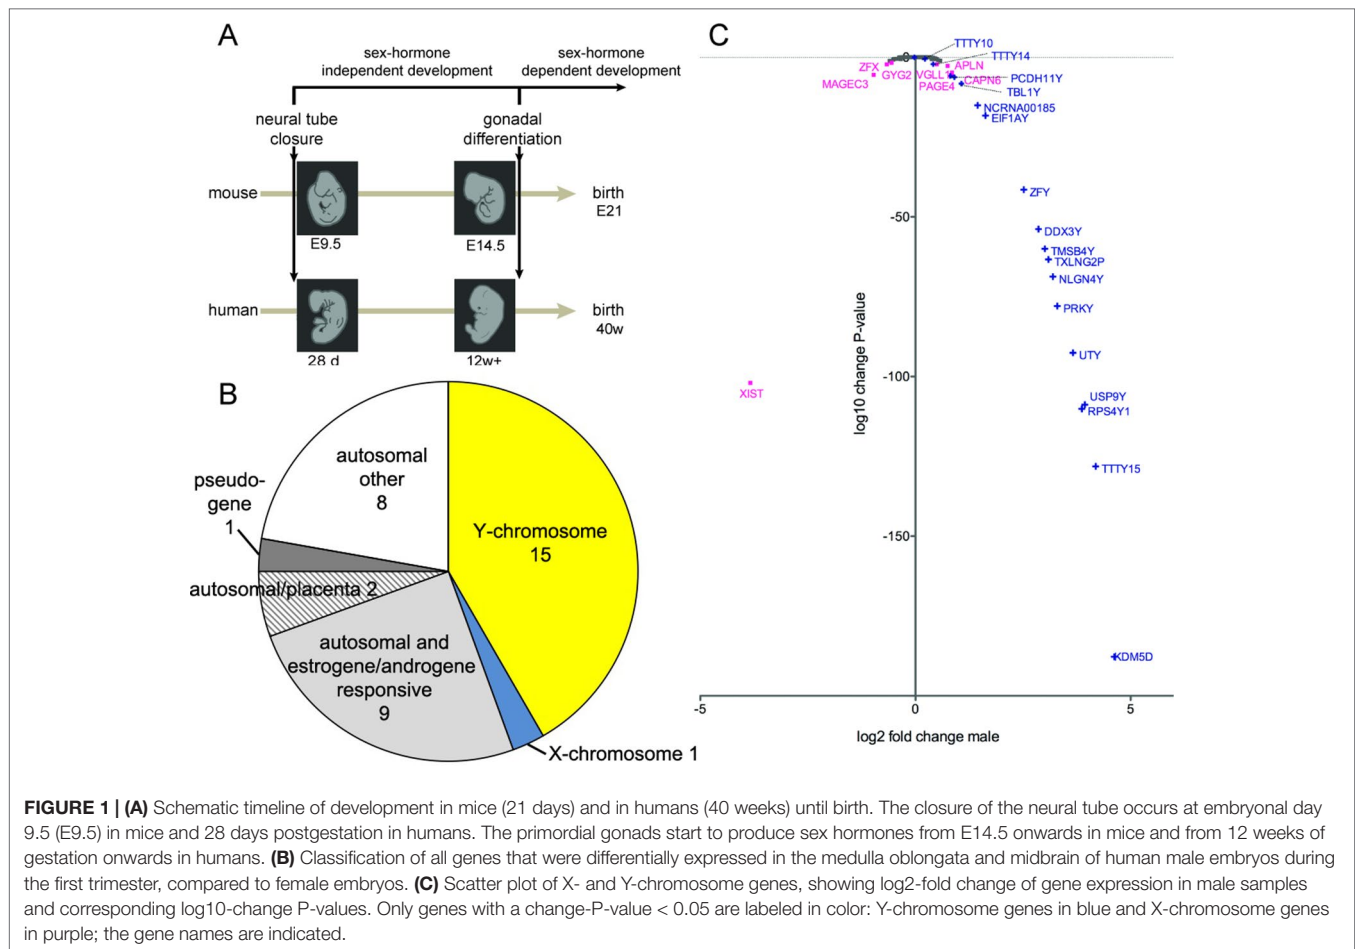 A
sex-hormone
independent development
sex-hormone
dependent development
neural tube
closure
gonadal
differentiation
mouse
birth
E21
E9.5
E14.5
human
birth
40w
28 d
12w+
B
autosomal
other
8
pseudo-
gene
1
Y-chromosome
15
autosomal/placenta 2
autosomal and
estrogene/androgene
responsive
9
X-chromosome 1
C
TTTY10
0
TTTY14
ZFX
GYG2
VGLL1
APLN
MAGEC3
PAGE4
CAPN6
PCDH11Y
TBL1Y
NCRNA00185
EIF1AY
ZFY
-50
DDX3Y
TMSB4Y
TXLNG2P
NLGN4Y
PRKY
UTY
-100
XIST
USP9Y
RPS4Y1
TTTY15
-150
KDM5D
log10 change P-value
-5
0
5
log2 fold change male
FIGURE 1 | (A) Schematic timeline of development in mice (21 days) and in humans (40 weeks) until birth. The closure of the neural tube occurs at embryonal day
9.5 (E9.5) in mice and 28 days postgestation in humans. The primordial gonads start to produce sex hormones from E14.5 onwards in mice and from 12 weeks of
gestation onwards in humans. (B) Classification of all genes that were differentially expressed in the medulla oblongata and midbrain of human male embryos during
the first trimester, compared to female embryos. (C) Scatter plot of X- and Y-chromosome genes, showing log2-fold change of gene expression in male samples
and corresponding log10-change P-values. Only genes with a change-P-value < 0.05 are labeled in color: Y-chromosome genes in blue and X-chromosome genes
in purple; the gene names are indicated.